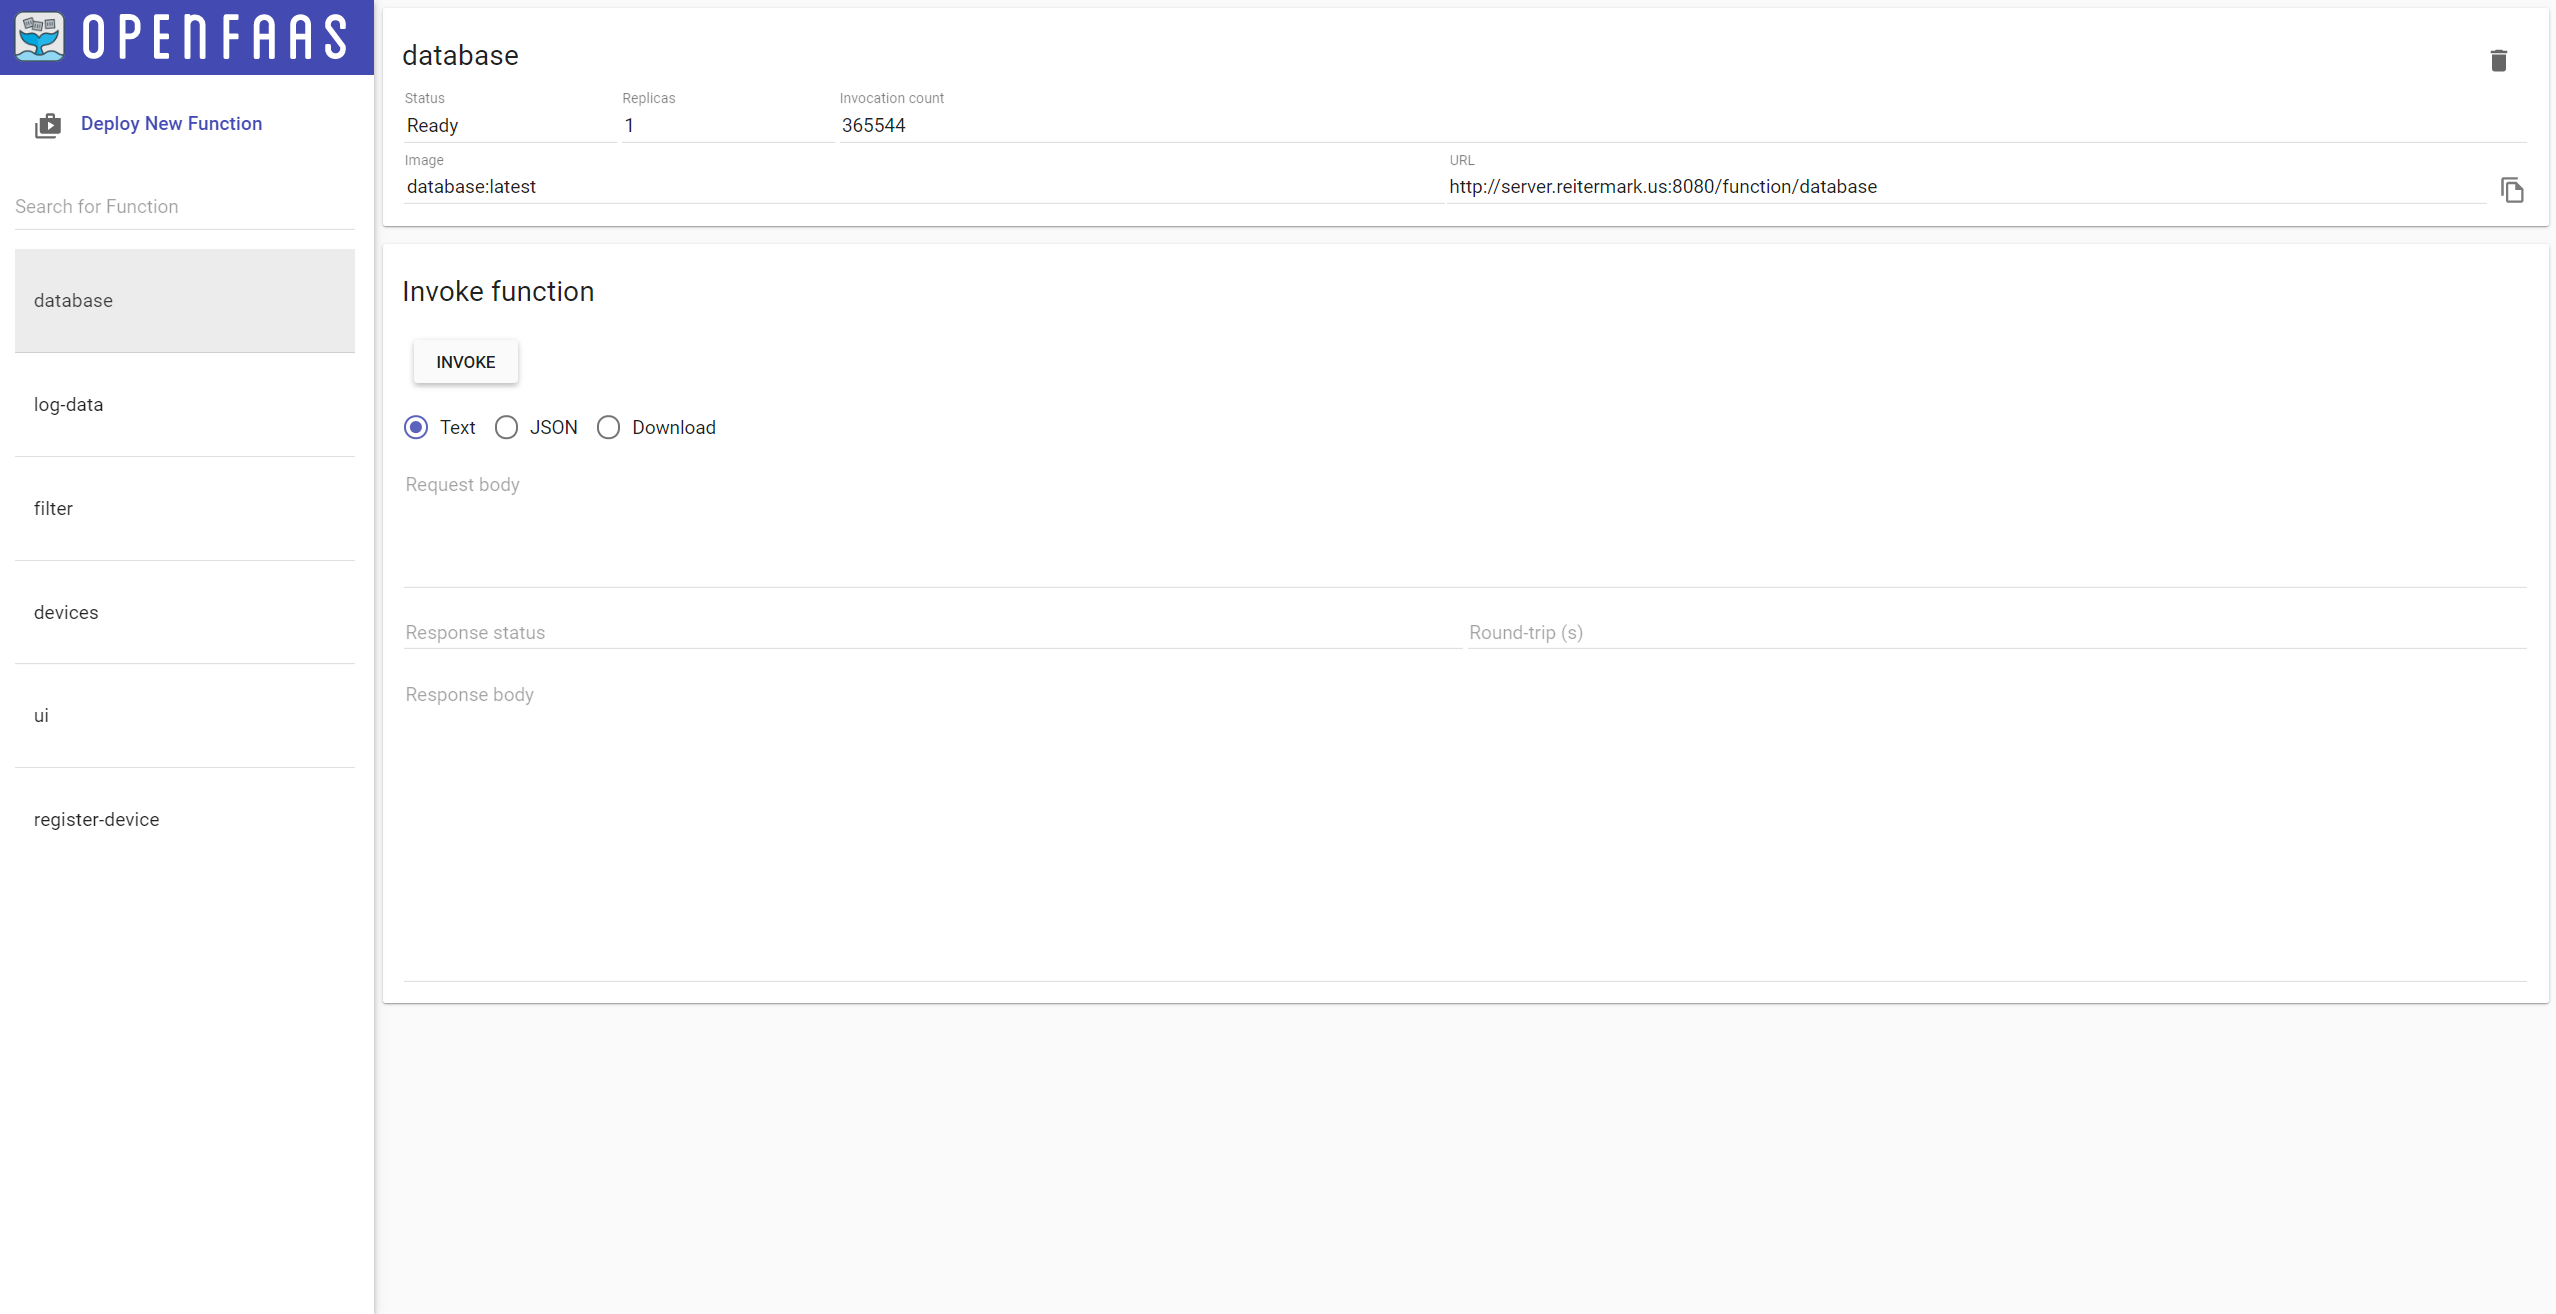 OPENFAAS
Deploy New Function
Search for Function
database
log-data
filter
devices
ui
register-device
database
Status Replicas Invocation count
Ready 1 365544
Image URL
database:latest http://server.reitermark.us:8080/function/database
Invoke function
INVOKE
Text JSON Download
Request body
Response status Round-trip (s)
Response body